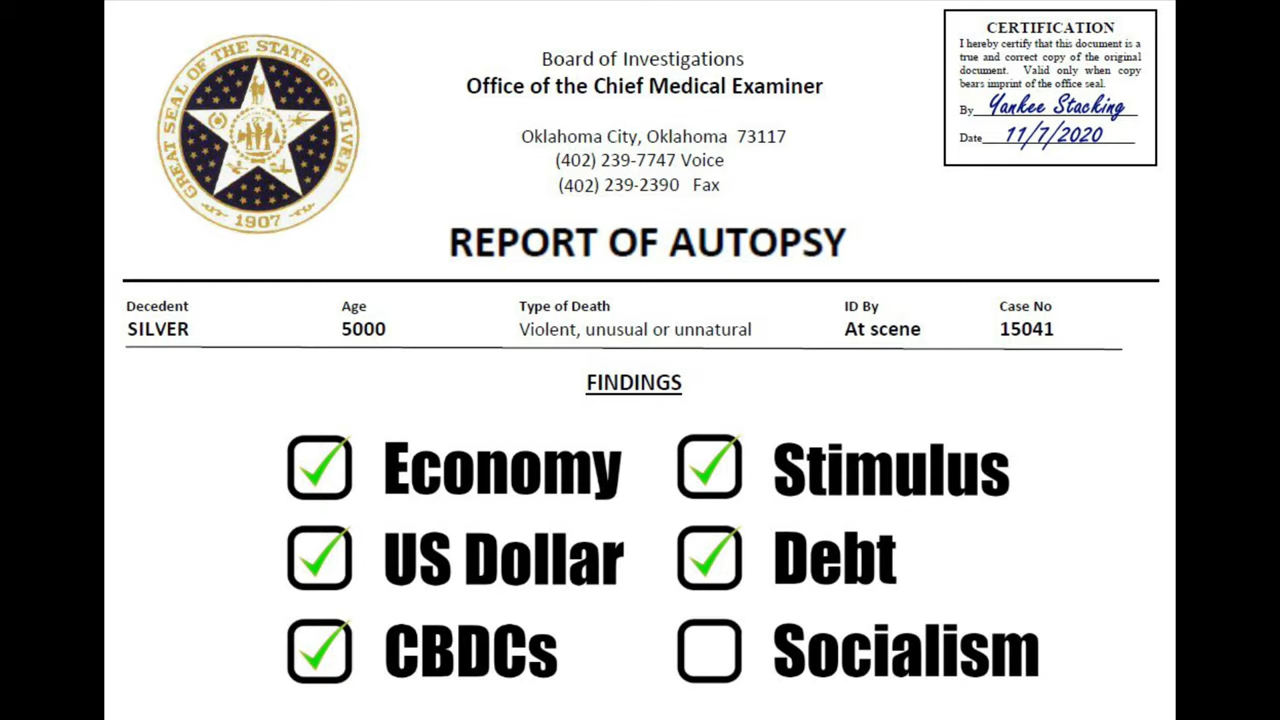 GREAT SEAL OF THE STATE OF SILVER
1907
Board of Investigations
Office of the Chief Medical Examiner
Oklahoma City, Oklahoma 73117
(402) 239-7747 Voice
(402) 239-2390 Fax
CERTIFICATION
I hereby certify that this document is a
true and correct copy of the original
document. Valid only when copy
bears imprint of the office seal.
By Yankee Stacking
Date 11/7/2020
REPORT OF AUTOPSY
Decedent Age Type of Death ID By Case No
SILVER 5000 Violent, unusual or unnatural At scene 15041
FINDINGS
Economy Stimulus
US Dollar Debt
CBDCs Socialism